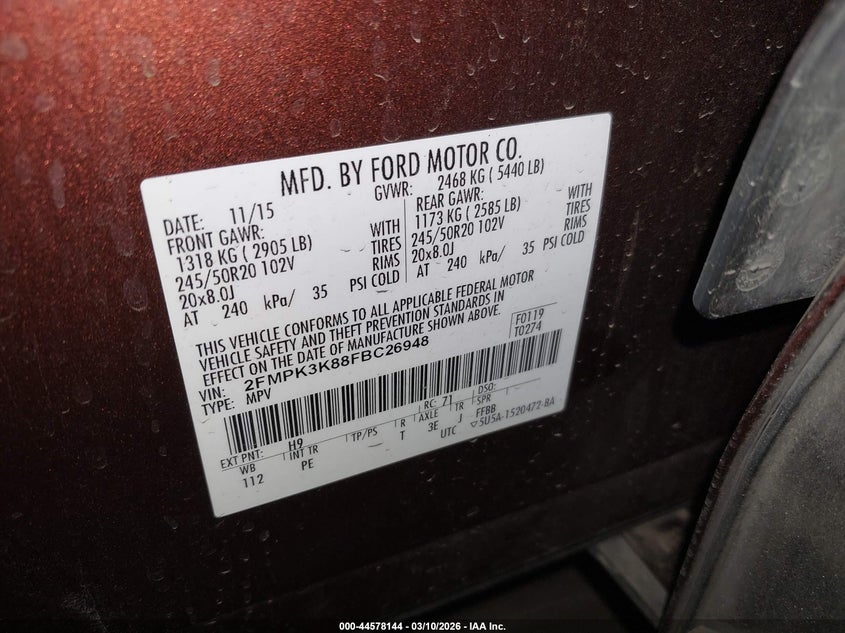 MFD. BY FORD MOTOR CO.
DATE: 11/15 GVWR: 2468 KG ( 5440 LB)
FRONT GAWR: REAR GAWR:
1318 KG ( 2905 LB) WITH 1173 KG ( 2585 LB) WITH
245/50R20 102V TIRES 245/50R20 102V TIRES
20x8.0J RIMS 20x8.0J RIMS
AT 240 kPa/ 35 PSI COLD AT 240 kPa/ 35 PSI COLD
THIS VEHICLE CONFORMS TO ALL APPLICABLE FEDERAL MOTOR
VEHICLE SAFETY AND THEFT PREVENTION STANDARDS IN
EFFECT ON THE DATE OF MANUFACTURE SHOWN ABOVE.
F0119
T0274
VIN: 2FMPK3K88FBC26948
TYPE: MPV
EXT PNT: H9 RC: 71 DSO:
WB INT TR TP/PS R AXLE TR SPR
112 PE T 3E J FFBB
UTC ▽5U5A-1520472-BA
000-44578144 — 03/10/2026 - IAA Inc.